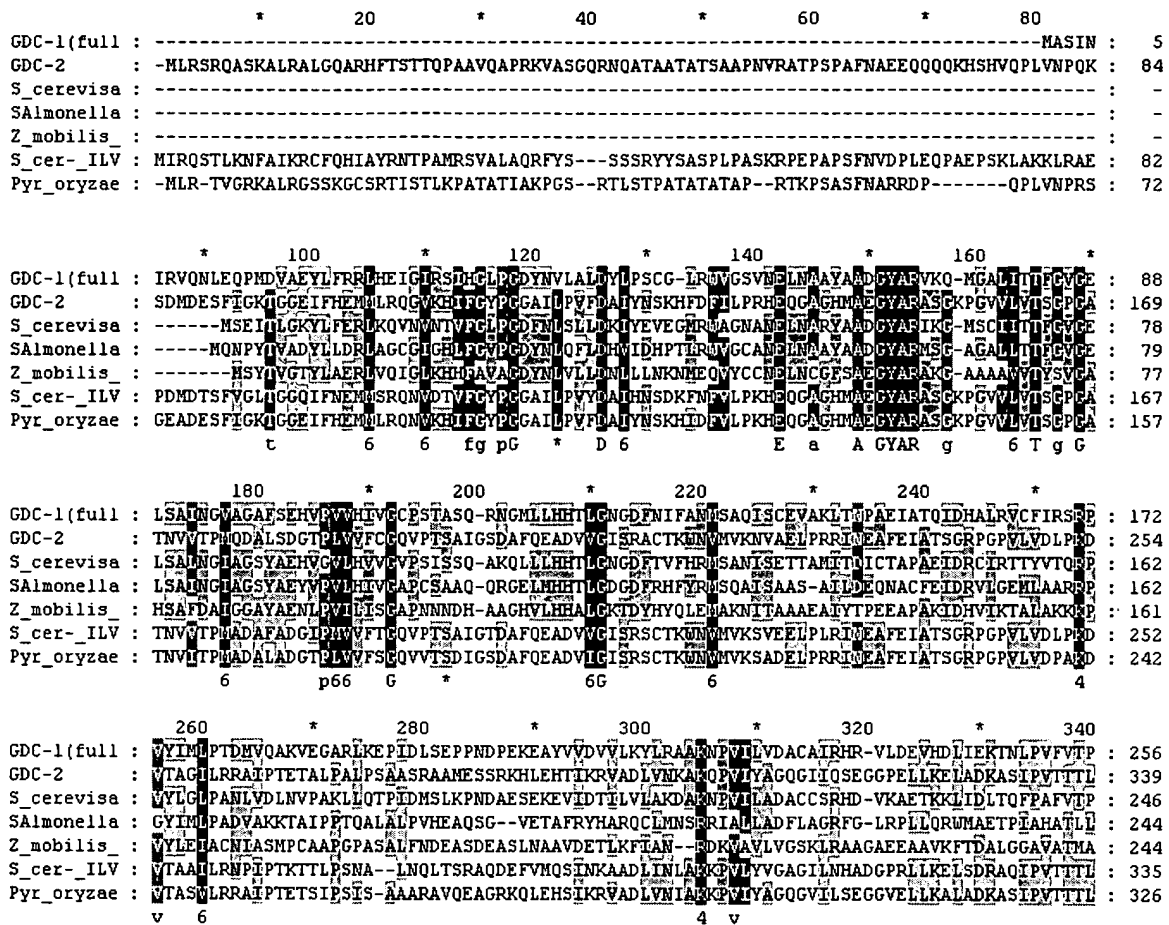 * 20 * 40 * 60 * 80
GDC-1(full : --------------------------------------------------------------------------------MASIN : 5
GDC-2 : -MLRSRQASKALRALGQARHFTSTTQPAAVQAPRKVASGQRNQATAATATSAAPNVRATPSPAFNAEEQQQQKHSHVQPLVNPQK : 84
S_cerevisa : ------------------------------------------------------------------------------------- : -
SAlmonella : ------------------------------------------------------------------------------------- : -
Z_mobilis_ : ------------------------------------------------------------------------------------- : -
S_cer-_ILV : MIRQSTLKNFAIKRCFQHIAYRNTPAMRSVALAQRFYS---SSSRYYSASPLPASKRPEPAPSFNVDPLEQPAEPSKLAKKLRAE : 82
Pyr_oryzae : -MLR-TVGRKALRGSSKGCSRTISTLKPATATIAKPGS--RTLSTPATATATAP--RTKPSASFNARRDP-------QPLVNPRS : 72
* 100 * 120 * 140 * 160 *
GDC-1(full : IRVQNLEQPMDVAEYLFRRLHEIGIRSIHGLPGDYNVLALDYLPSCG-LRWVGSVNELNAAYAADGYARVKQ-MGALITTFGVGE : 88
GDC-2 : SDMDESFIGKTGGEIFHEMMLRQGVKHIFGYPGGAILPVFDAIYNSKHFDFILPRHEQGAGHMAEGYARASGKPGVVLVTSGPGA : 169
S_cerevisa : ------MSEITLGKYLFERLKQVNVNTVFGLPGDFNLSLLDKIYEVEGMRWAGNANELNARYAADGYARIKG-MSCIITTFGVGE : 78
SAlmonella : -----MQNPYTVADYLLDRLAGCGIGHLFGVPGDYNLQFLDHVIDHPTLRWVGCANELNAAYAADGYARMSG-AGALLTTFGVGE : 79
Z_mobilis_ : -------MSYTVGTYLAERLVQIGLKHHFAVAGDYNLVLLDNLLLNKNMEQVYCCNELNCGFSAEGYARAKG-AAAAVVTYSVGA : 77
S_cer-_ILV : PDMDTSFVGLTGGQIFNEMMSRQNVDTVFGYPGGAILPVYDAIHNSDKFNFVLPKHEQGAGHMAEGYARASGKPGVVLVTSGPGA : 167
Pyr_oryzae : GEADESFIGKTGGEIFHEMMLRQNVKHIFGYPGGAILPVFDAIYNSKHIDFVLPKHEQGAGHMAEGYARASGKPGVVLVTSGPGA : 157
t 6 6 fg pG * D 6 E a A GYAR g 6 T g G
180 * 200 * 220 * 240 *
GDC-1(full : LSAINGVAGAFSEHVPVVHIVGCPSTASQ-RNGMLLHHTLGNGDFNIFANMSAQISCEVAKLTNPAEIATQIDHALRVCFIRSRP : 172
GDC-2 : TNVVTPMQDALSDGTPLVVFCGQVPTSAIGSDAFQEADVVGISRACTKWNVMVKNVAELPRRINEAFEIATSGRPGPVLVDLPKD : 254
S_cerevisa : LSALNGIAGSYAEHVGVLHVVGVPSISSQ-AKQLLLHHTLGNGDFTVFHRMSANISETTAMITDICTAPAEIDRCIRTTYVTQRP : 162
SAlmonella : LSAINGIAGSYAEYVPVLHIVGAPCSAAQ-QRGELMHHTLGDGDFRHFYRMSQAISAAS-AILDEQNACFEIDRVLGEMLAARRP : 162
Z_mobilis_ : HSAFDAIGGAYAENLPVILISGAPNNNDH-AAGHVLHHALGKTDYHYQLEMAKNITAAAEAIYTPEEAPAKIDHVIKTALAKKKP : 161
S_cer-_ILV : TNVVTPMADAFADGIPMVVFTGQVPTSAIGTDAFQEADVVGISRSCTKWNVMVKSVEELPLRINEAFEIATSGRPGPVLVDLPKD : 252
Pyr_oryzae : TNVITPMADALADGTPLVVFSGQVVTSDIGSDAFQEADVIGISRSCTKWNVMVKSADELPRRINEAFEIATSGRPGPVLVDPAKD : 242
6 p66 G * 6G 6 4
260 * 280 * 300 * 320 * 340
GDC-1(full : VYIMLPTDMVQAKVEGARLKEPIDLSEPPNDPEKEAYVVDVVLKYLRAAKNPVILVDACAIRHR-VLDEVHDLIEKTNLPVFVTP : 256
GDC-2 : VTAGILRRAIPTETALPALPSAASRAAMESSRKHLEHTIKRVADLVNKAKQPVIYAGQGIIQSEGGPELLKELADKASIPVTTTL : 339
S_cerevisa : VYLGLPANLVDLNVPAKLLQTPIDMSLKPNDAESEKEVIDTILVLAKDAKNPVILADACCSRHD-VKAETKKLIDLTQFPAFVTP : 246
SAlmonella : GYIMLPADVAKKTAIPPTQALALPVHEAQSG--VETAFRYHARQCLMNSRRIALLADFLAGRFG-LRPLLQRWMAETPIAHATLL : 244
Z_mobilis_ : VYLEIACNIASMPCAAPGPASALFNDEASDEASLNAAVDETLKFIAN--RDKVAVLVGSKLRAAGAEEAAVKFTDALGGAVATMA : 244
S_cer-_ILV : VTAAILRNPIPTKTTLPSNA--LNQLTSRAQDEFVMQSINKAADLINLAKKPVLYVGAGILNHADGPRLLKELSDRAQIPVTTTL : 335
Pyr_oryzae : VTASVLRRAIPTETSIPSIS-AAARAVQEAGRKQLEHSIKRVADLVNIAKKPVIYAGQGVILSEGGVELLKALADKASIPVTTTL : 326
v 6 4 v